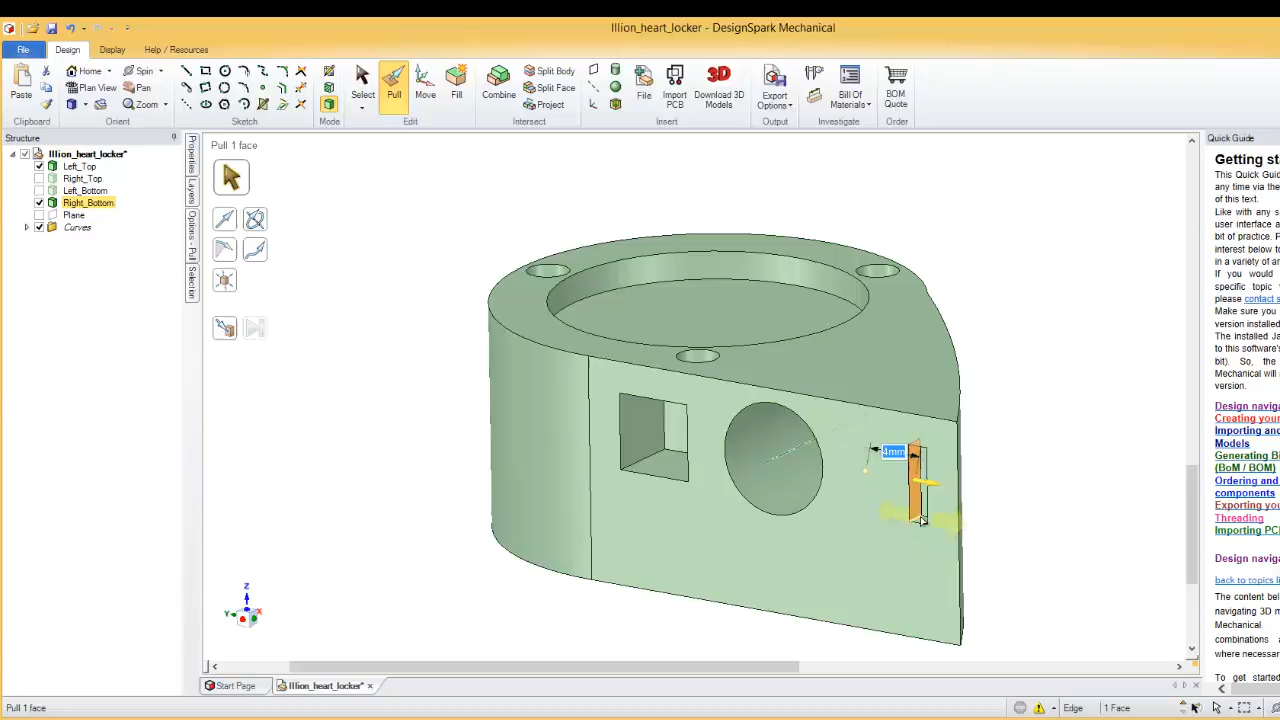 Illion_heart_locker - DesignSpark Mechanical
File Design Display Help / Resources
Paste
Home Spin
Plan View Pan
Zoom
Select Pull Move Fill
Combine
Split Body
Split Face
Project
File
Import PCB
Download 3D Models
Export Options
Bill Of Materials
BOM Quote
Clipboard Orient Sketch Mode Edit Intersect Insert Output Investigate Order
Structure
Illion_heart_locker*
Left_Top
Right_Top
Left_Bottom
Right_Bottom
Plane
Curves
Properties
Layers
Options - Pull
Selection
Pull 1 face
4mm
Z
Y
X
Quick Guide
Getting sta
This Quick Guid
any time via the
of this text.
Like with any s
user interface a
bit of practice. F
interest below to
in a variety of ar
If you would
specific topic
please contact s
Make sure you
version installed
The installed Ja
to this software's
bit). So, the
Mechanical will
version.
Design naviga
Creating your
Importing and
Models
Generating Bi
(BoM / BOM)
Ordering and
components
Exporting you
Threading
Importing PC
Design naviga
back to topics li
The content bel
navigating 3D m
Mechanical.
combinations a
where necessar
To get started
Start Page
Illion_heart_locker*
Pull 1 face
Edge
1 Face